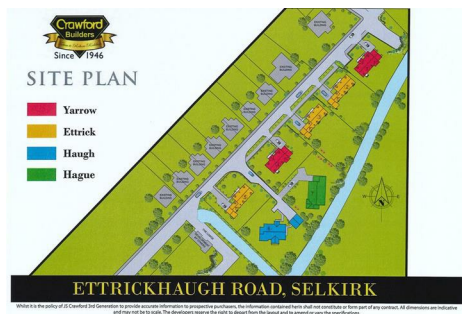 Crawford
Builders
Since 1946
SITE PLAN
Yarrow
Ettrick
Haugh
Hague
ETTRICKHAUGH ROAD, SELKIRK
Whilst it is the policy of JS Crawford 3rd Generation to provide accurate information to prospective purchasers, the information contained herin shall not constitute or form part of any contract. All dimensions are indicative
and may not be to scale. The developers reserve the right to depart from the layout and to amend or vary the specifications.